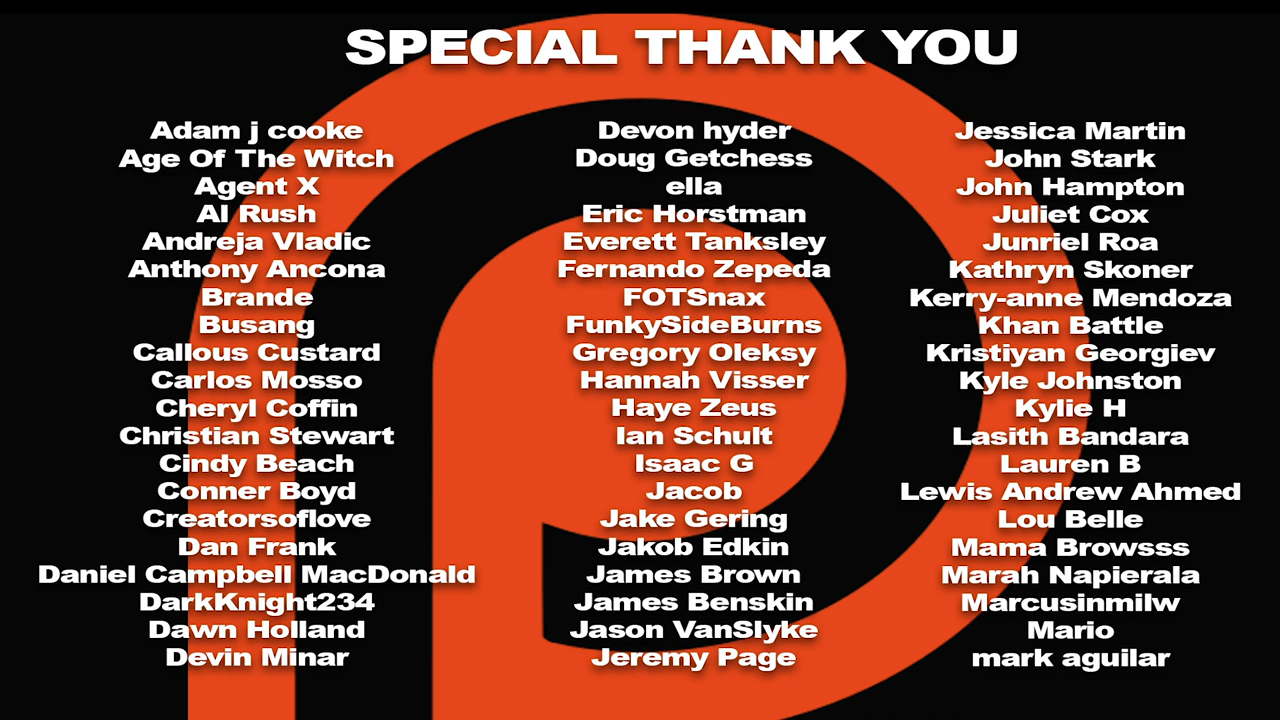 SPECIAL THANK YOU
Adam j cooke
Age Of The Witch
Agent X
Al Rush
Andreja Vladic
Anthony Ancona
Brande
Busang
Callous Custard
Carlos Mosso
Cheryl Coffin
Christian Stewart
Cindy Beach
Conner Boyd
Creatorsoflove
Dan Frank
Daniel Campbell MacDonald
DarkKnight234
Dawn Holland
Devin Minar
Devon hyder
Doug Getchess
ella
Eric Horstman
Everett Tanksley
Fernando Zepeda
FOTSnax
FunkySideBurns
Gregory Oleksy
Hannah Visser
Haye Zeus
Ian Schult
Isaac G
Jacob
Jake Gering
Jakob Edkin
James Brown
James Benskin
Jason VanSlyke
Jeremy Page
Jessica Martin
John Stark
John Hampton
Juliet Cox
Junriel Roa
Kathryn Skoner
Kerry-anne Mendoza
Khan Battle
Kristiyan Georgiev
Kyle Johnston
Kylie H
Lasith Bandara
Lauren B
Lewis Andrew Ahmed
Lou Belle
Mama Browsss
Marah Napierala
Marcusinmilw
Mario
mark aguilar